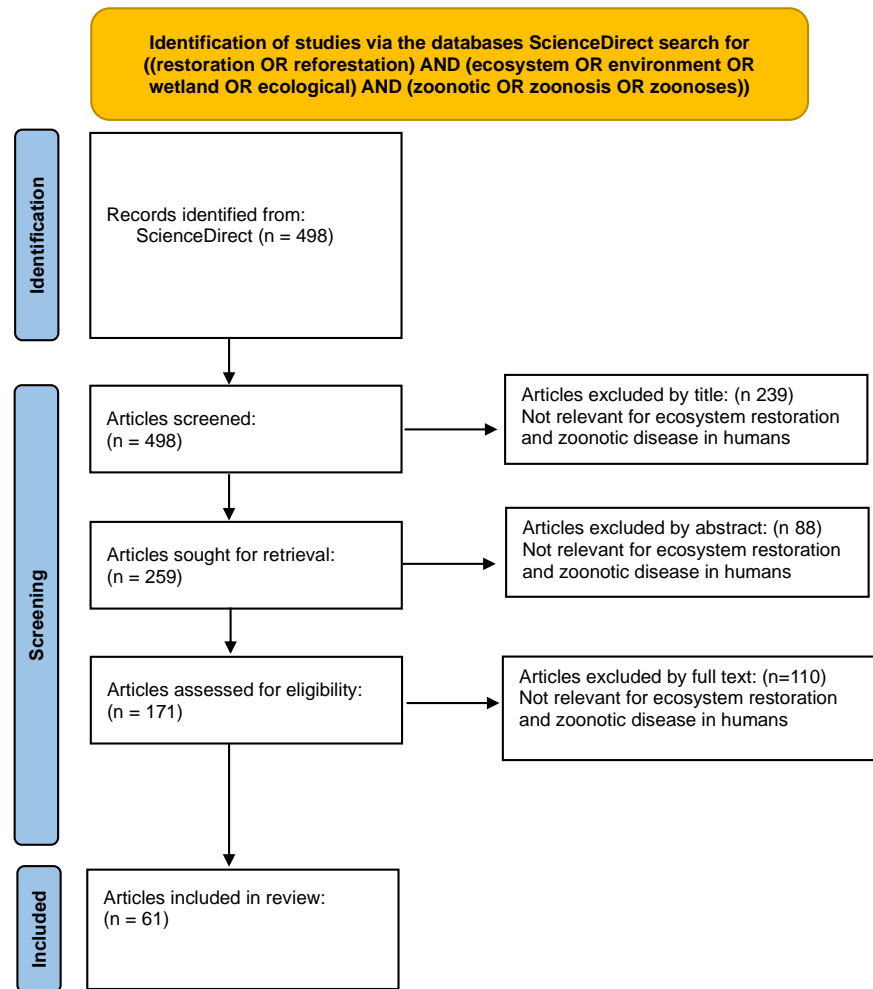 Identification of studies via the databases ScienceDirect search for
((restoration OR reforestation) AND (ecosystem OR environment OR
wetland OR ecological) AND (zoonotic OR zoonosis OR zoonoses))
Identification
Records identified from:
ScienceDirect (n = 498)
Screening
Articles screened:
(n = 498)
Articles excluded by title: (n 239)
Not relevant for ecosystem restoration
and zoonotic disease in humans
Articles sought for retrieval:
(n = 259)
Articles excluded by abstract: (n 88)
Not relevant for ecosystem restoration
and zoonotic disease in humans
Articles assessed for eligibility:
(n = 171)
Articles excluded by full text: (n=110)
Not relevant for ecosystem restoration
and zoonotic disease in humans
Included
Articles included in review:
(n = 61)